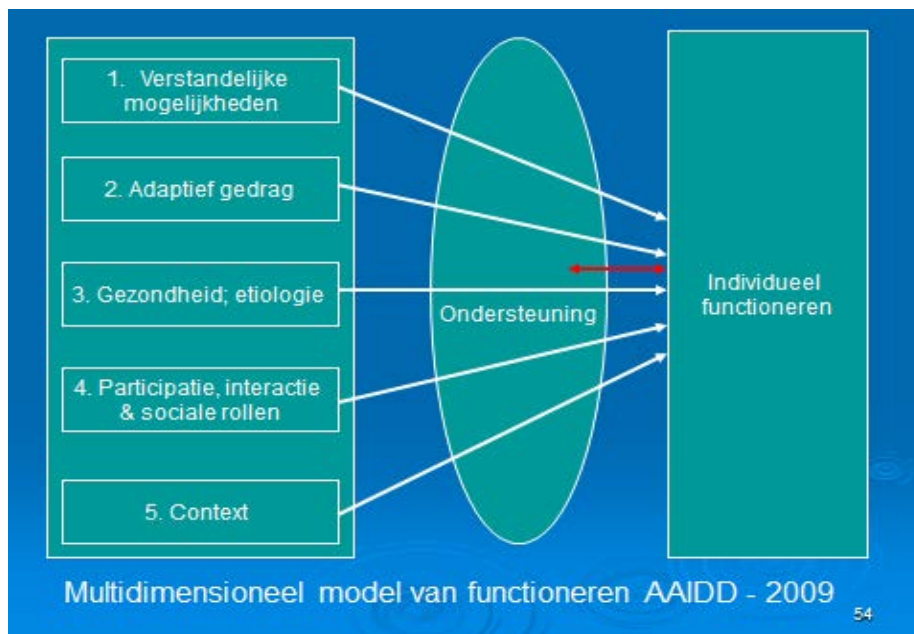 1. Verstandelijke
mogelijkheden
2. Adaptief gedrag
3. Gezondheid; etiologie
4. Participatie, interactie
& sociale rollen
5. Context
Ondersteuning
Individueel
functioneren
Multidimensioneel model van functioneren AAIDD - 2009
54